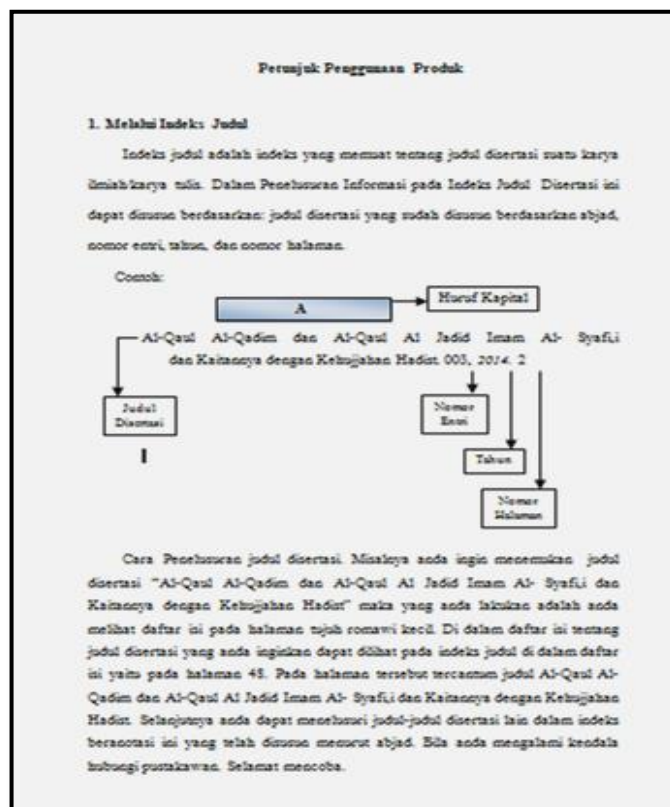 Petunjuk Penggunaan Produk
1. Melalui Indeks Judul
Indeks judul adalah indeks yang memuat tentang judul disertasi suatu karya
ilmiah/karya tulis. Dalam Penelusuran Informasi pada Indeks Judul Disertasi ini
dapat disusun berdasarkan: judul disertasi yang sudah disusun berdasarkan abjad,
nomor entri, tahun, dan nomor halaman.
Contoh:
A
Huruf Kapital
Al-Qaul Al-Qadim dan Al-Qaul Al Jadid Imam Al- Syafi,i
dan Kaitannya dengan Kehujjahan Hadist. 003, 2014. 2
Judul
Disertasi
Nomor
Entri
Tahun
Nomor
Halaman
Cara Penelusuran judul disertasi. Misalnya anda ingin menemukan judul
disertasi "Al-Qaul Al-Qadim dan Al-Qaul Al Jadid Imam Al- Syafi,i dan
Kaitannya dengan Kehujjahan Hadist" maka yang anda lakukan adalah anda
melihat daftar isi pada halaman tujuh romawi kecil. Di dalam daftar isi tentang
judul disertasi yang anda inginkan dapat dilihat pada indeks judul di dalam daftar
isi yaitu pada halaman 48. Pada halaman tersebut tercantum judul Al-Qaul Al-
Qadim dan Al-Qaul Al Jadid Imam Al- Syafi,i dan Kaitannya dengan Kehujjahan
Hadist. Selanjutnya anda dapat menelusuri judul-judul disertasi lain dalam indeks
beranotasi ini yang telah disusun menurut abjad. Bila anda mengalami kendala
hubungi pustakawan. Selamat mencoba.